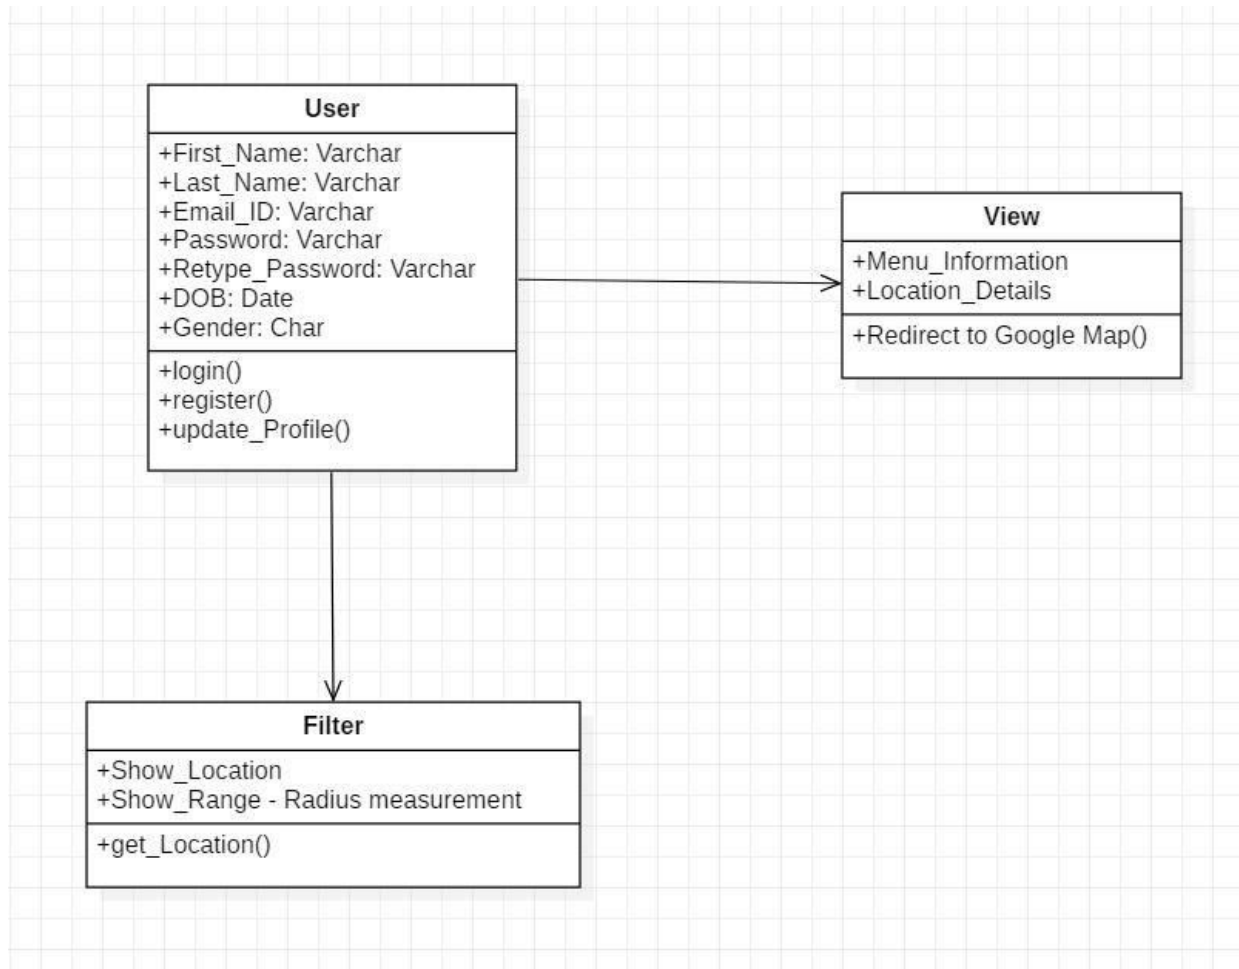 User
+First_Name: Varchar
+Last_Name: Varchar
+Email_ID: Varchar
+Password: Varchar
+Retype_Password: Varchar
+DOB: Date
+Gender: Char
+login()
+register()
+update_Profile()
View
+Menu_Information
+Location_Details
+Redirect to Google Map()
Filter
+Show_Location
+Show_Range - Radius measurement
+get_Location()